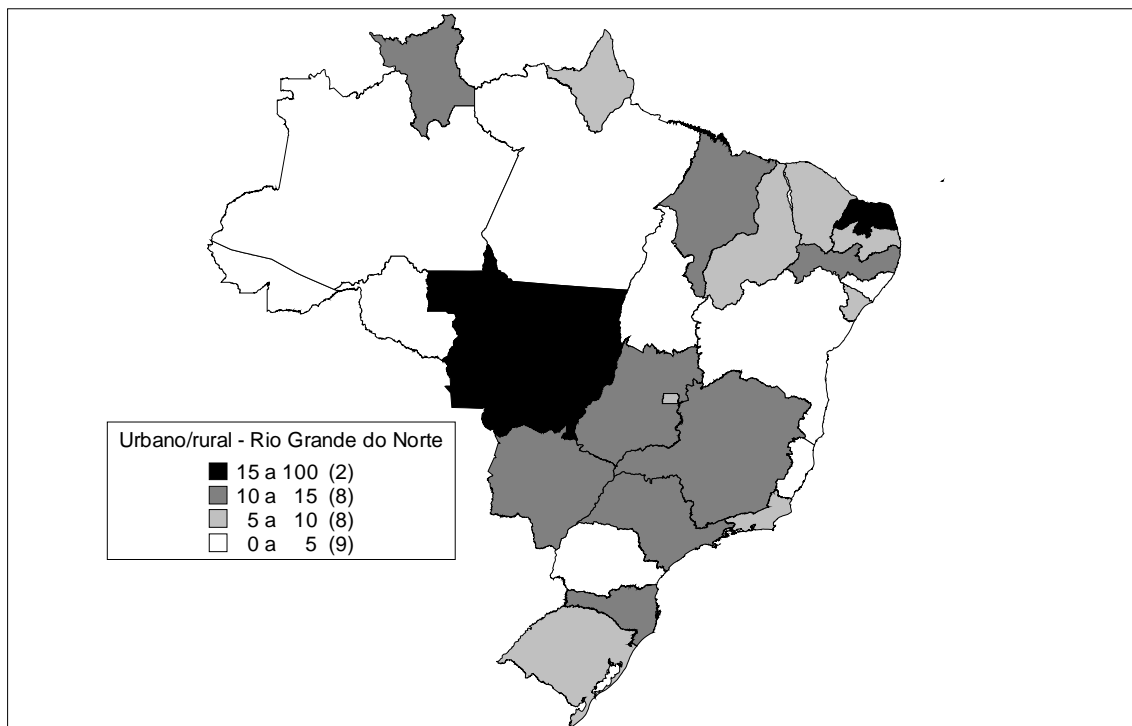 Urbano/rural - Rio Grande do Norte
15 a 100 (2)
10 a 15 (8)
5 a 10 (8)
0 a 5 (9)